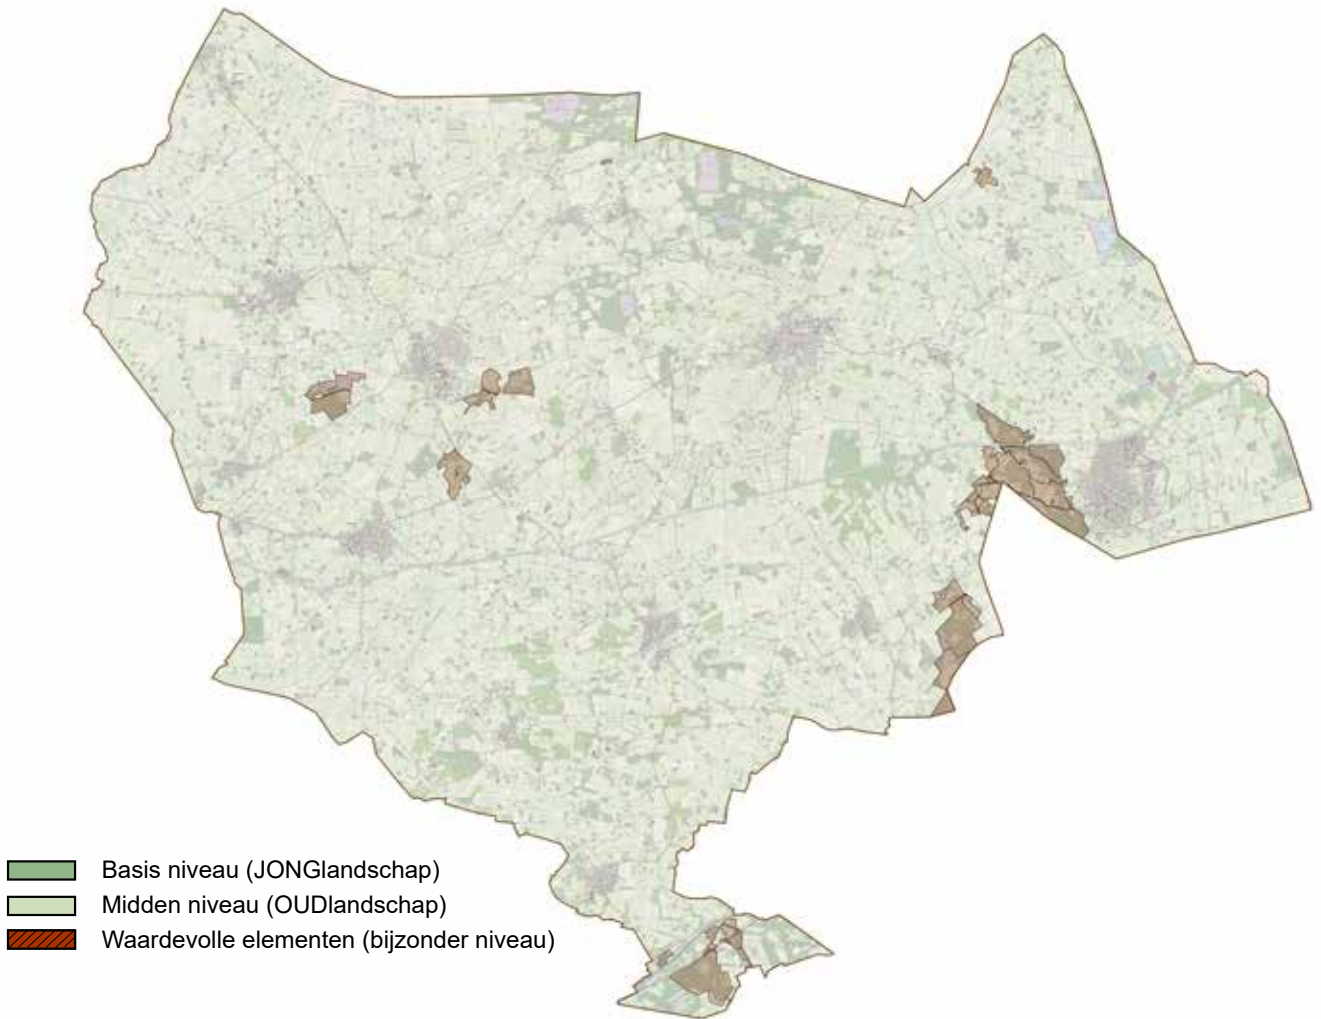 Basis niveau (JONGlandschap)
Midden niveau (OUDlandschap)
Waardevolle elementen (bijzonder niveau)